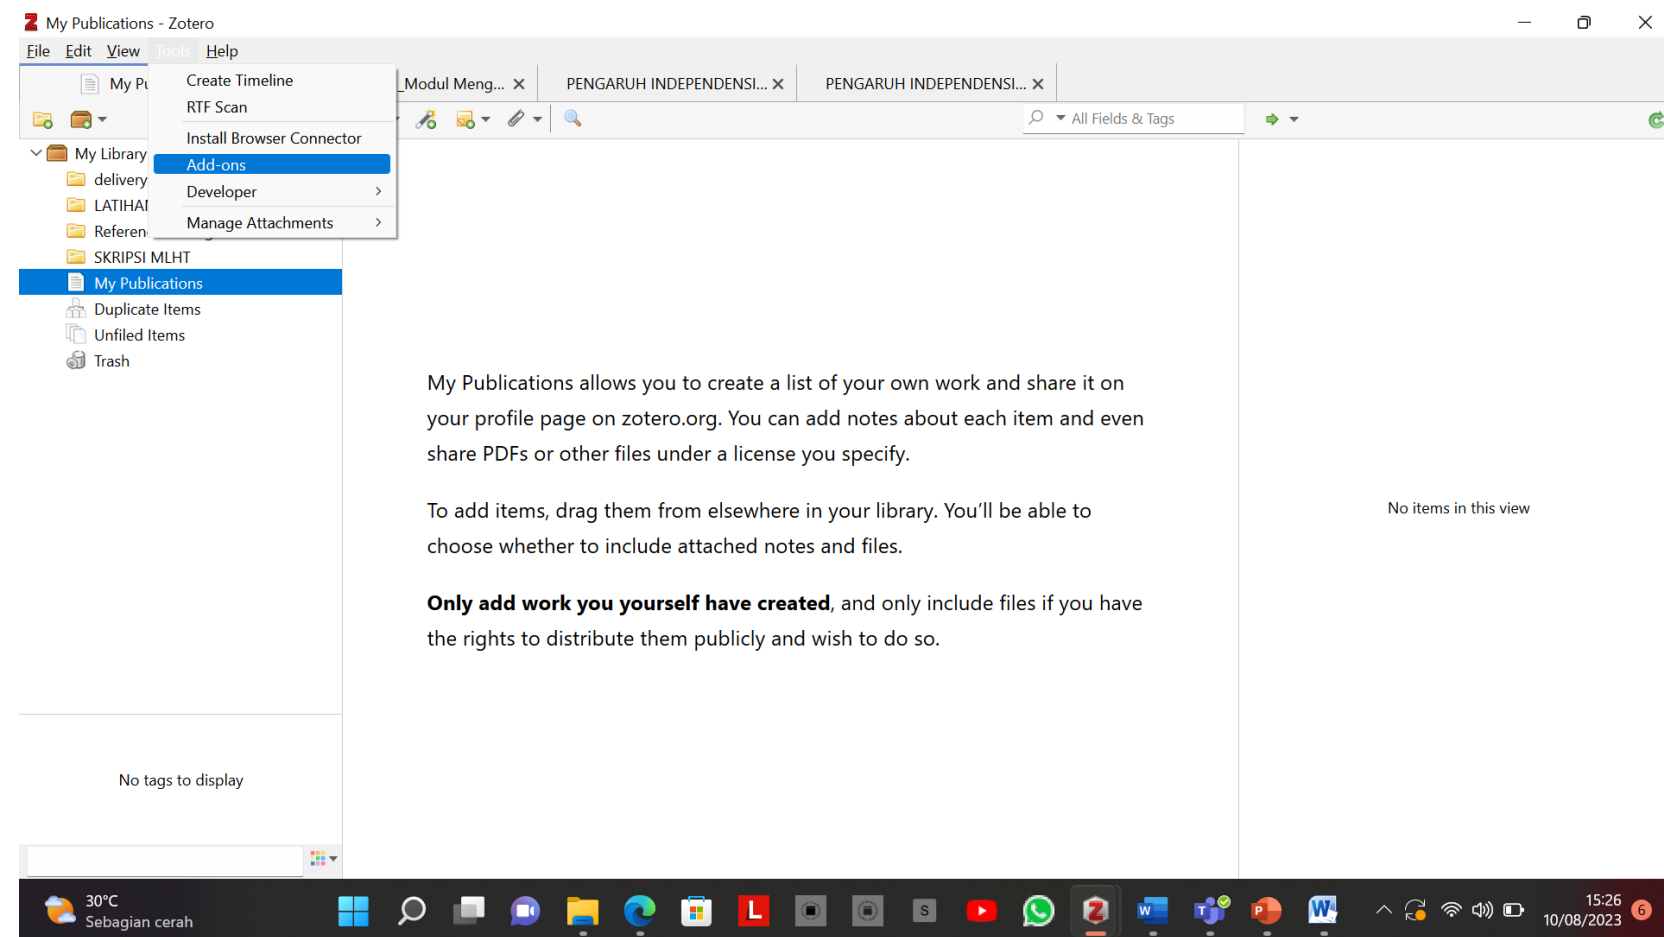 My Publications - Zotero
File Edit View Tools Help
My Pu
_Modul Meng...
PENGARUH INDEPENDENSI...
PENGARUH INDEPENDENSI...
Create Timeline
RTF Scan
Install Browser Connector
Add-ons
Developer
Manage Attachments
All Fields & Tags
My Library
delivery
LATIHAN
Referen
SKRIPSI MLHT
My Publications
Duplicate Items
Unfiled Items
Trash
My Publications allows you to create a list of your own work and share it on
your profile page on zotero.org. You can add notes about each item and even
share PDFs or other files under a license you specify.
To add items, drag them from elsewhere in your library. You’ll be able to
choose whether to include attached notes and files.
Only add work you yourself have created, and only include files if you have
the rights to distribute them publicly and wish to do so.
No items in this view
No tags to display
30°C
Sebagian cerah
15:26
10/08/2023
6